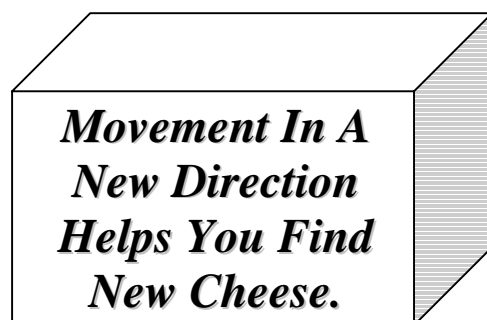 Movement In A
New Direction
Helps You Find
New Cheese.